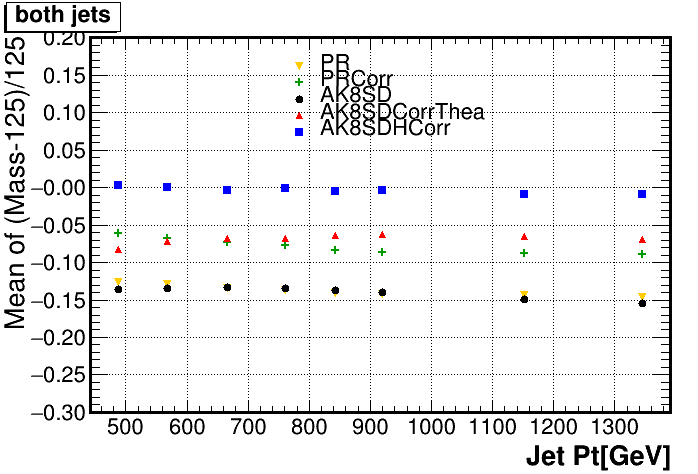 both jets
Mean of (Mass-125)/125
0.20
0.15
0.10
0.05
−0.00
−0.05
−0.10
−0.15
−0.20
−0.25
−0.30
PR
PRCorr
AK8SD
AK8SDCorrThea
AK8SDHCorr
500 600 700 800 900 1000 1100 1200 1300
Jet Pt[GeV]